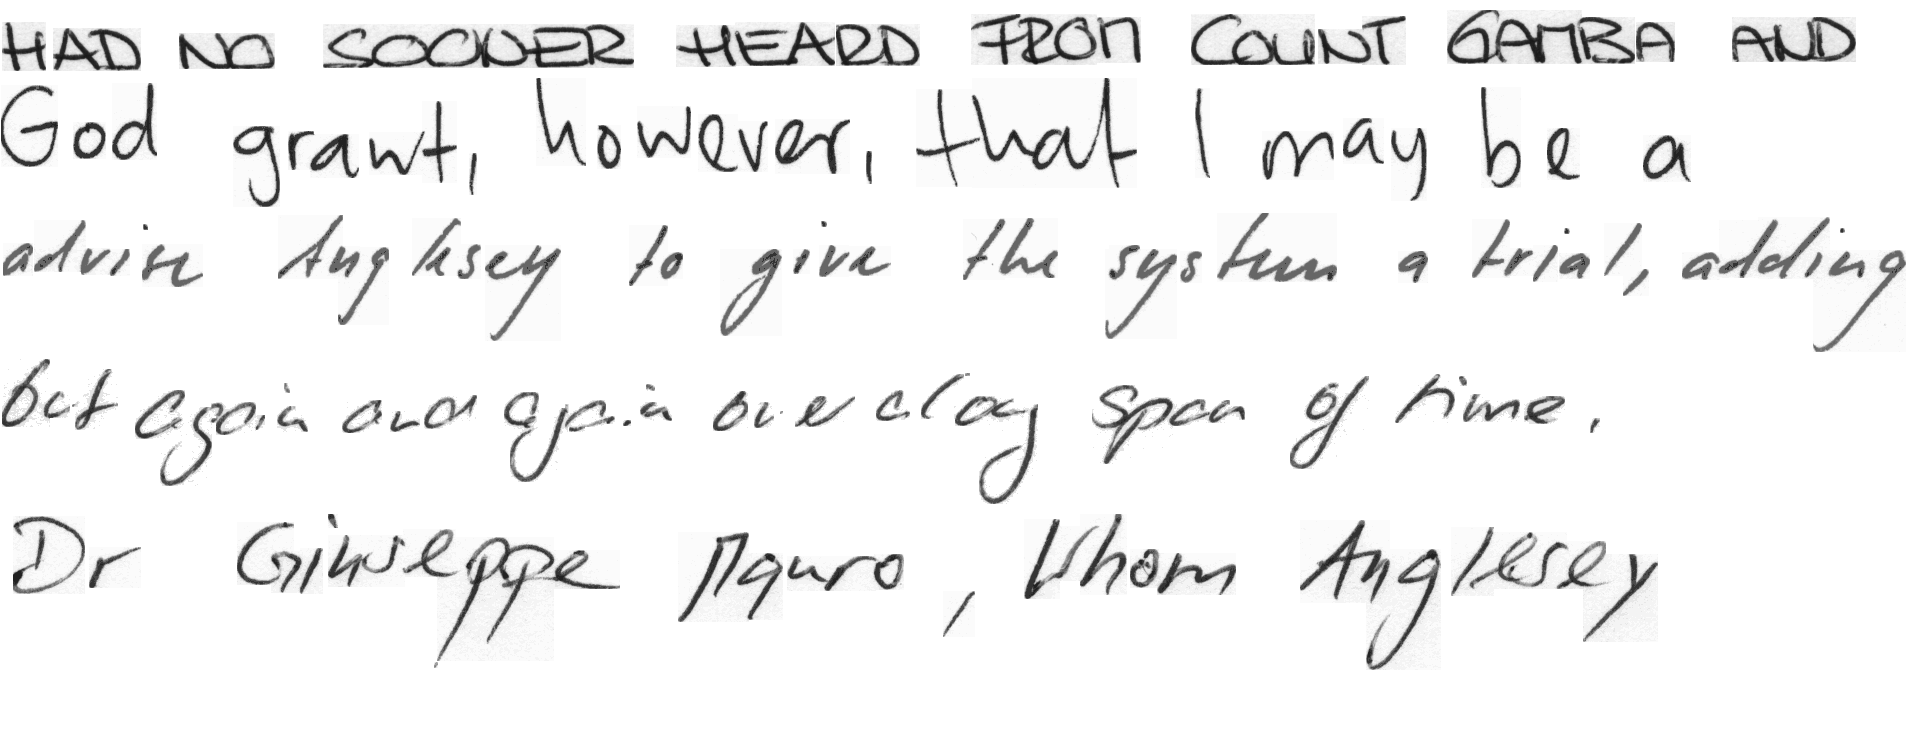 HAD NO SOONER HEARD FROM COUNT GAMBA AND
God grant, however, that I may be a
advise Anglesey to give the system a trial, adding
but again and again over a long span of time.
Dr Giuseppe Mauro, whom Anglesey